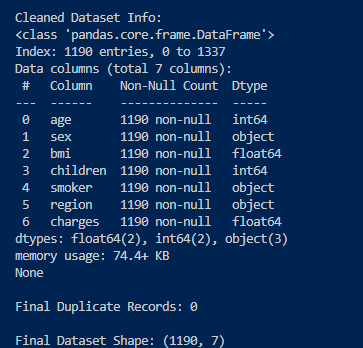 Cleaned Dataset Info:
<class 'pandas.core.frame.DataFrame'>
Index: 1190 entries, 0 to 1337
Data columns (total 7 columns):
 #   Column    Non-Null Count  Dtype
---  ------    --------------  -----
 0   age       1190 non-null   int64
 1   sex       1190 non-null   object
 2   bmi       1190 non-null   float64
 3   children  1190 non-null   int64
 4   smoker    1190 non-null   object
 5   region    1190 non-null   object
 6   charges   1190 non-null   float64
dtypes: float64(2), int64(2), object(3)
memory usage: 74.4+ KB
None

Final Duplicate Records: 0

Final Dataset Shape: (1190, 7)